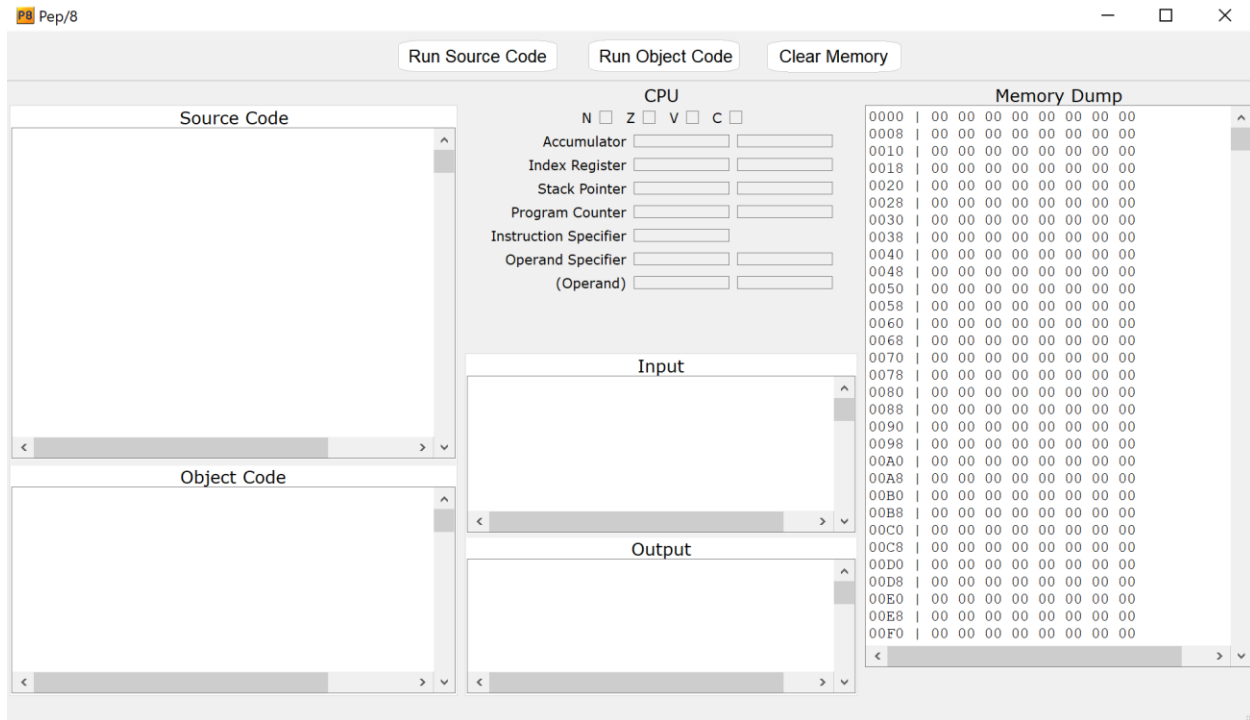 P8 Pep/8
Run Source Code Run Object Code Clear Memory
Source Code
Object Code
CPU
N Z V C
Accumulator
Index Register
Stack Pointer
Program Counter
Instruction Specifier
Operand Specifier
(Operand)
Input
Output
Memory Dump
0000 | 00 00 00 00 00 00 00 00
0008 | 00 00 00 00 00 00 00 00
0010 | 00 00 00 00 00 00 00 00
0018 | 00 00 00 00 00 00 00 00
0020 | 00 00 00 00 00 00 00 00
0028 | 00 00 00 00 00 00 00 00
0030 | 00 00 00 00 00 00 00 00
0038 | 00 00 00 00 00 00 00 00
0040 | 00 00 00 00 00 00 00 00
0048 | 00 00 00 00 00 00 00 00
0050 | 00 00 00 00 00 00 00 00
0058 | 00 00 00 00 00 00 00 00
0060 | 00 00 00 00 00 00 00 00
0068 | 00 00 00 00 00 00 00 00
0070 | 00 00 00 00 00 00 00 00
0078 | 00 00 00 00 00 00 00 00
0080 | 00 00 00 00 00 00 00 00
0088 | 00 00 00 00 00 00 00 00
0090 | 00 00 00 00 00 00 00 00
0098 | 00 00 00 00 00 00 00 00
00A0 | 00 00 00 00 00 00 00 00
00A8 | 00 00 00 00 00 00 00 00
00B0 | 00 00 00 00 00 00 00 00
00B8 | 00 00 00 00 00 00 00 00
00C0 | 00 00 00 00 00 00 00 00
00C8 | 00 00 00 00 00 00 00 00
00D0 | 00 00 00 00 00 00 00 00
00D8 | 00 00 00 00 00 00 00 00
00E0 | 00 00 00 00 00 00 00 00
00E8 | 00 00 00 00 00 00 00 00
00F0 | 00 00 00 00 00 00 00 00